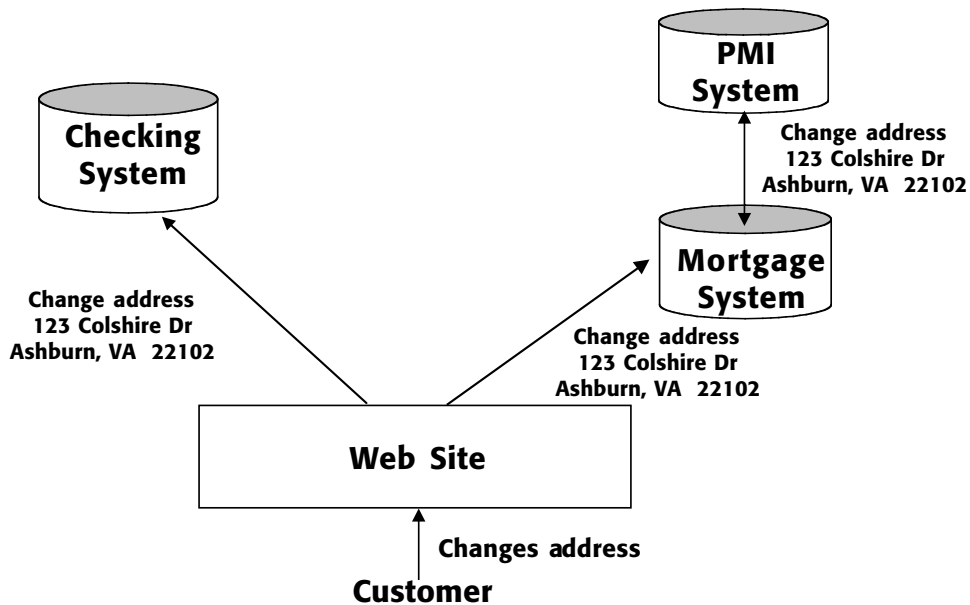 PMI
System
Checking
System
Change address
123 Colshire Dr
Ashburn, VA 22102
Mortgage
System
Change address
123 Colshire Dr
Ashburn, VA 22102
Change address
123 Colshire Dr
Ashburn, VA 22102
Web Site
Changes address
Customer